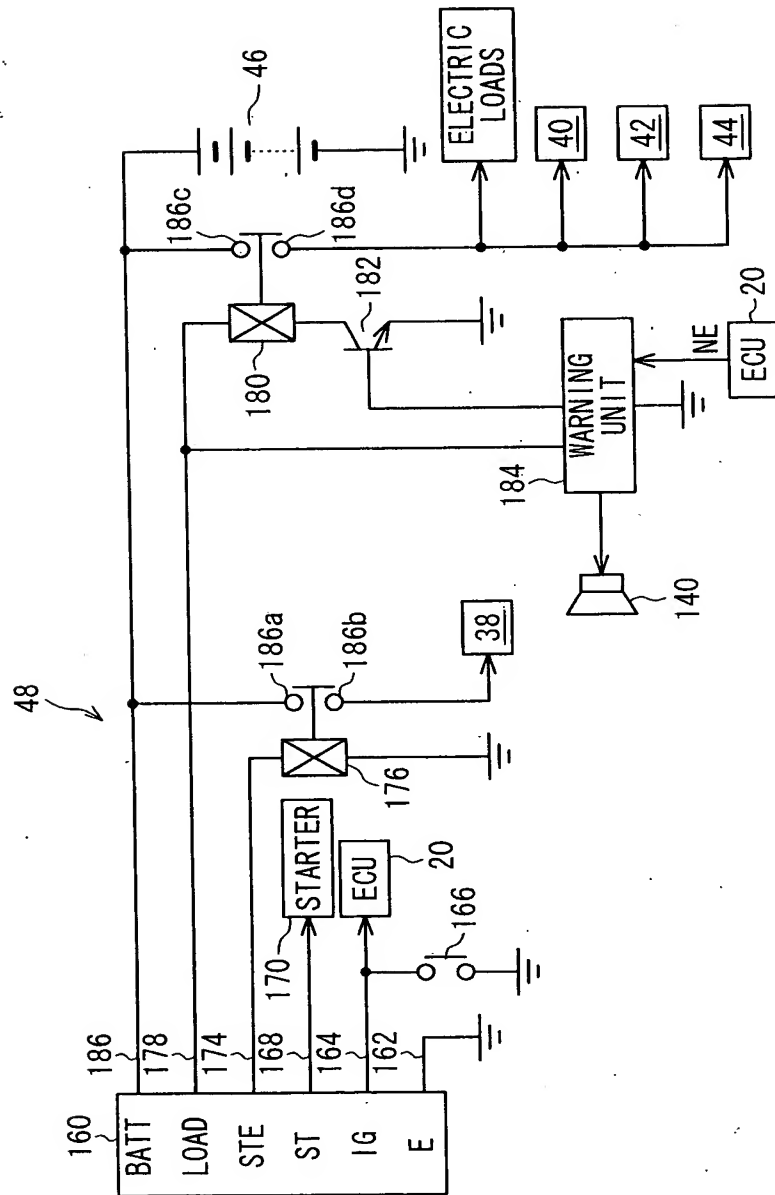 48
160
BATT
LOAD
STE
ST
IG
E
186
178
174
168
164
162
170
STARTER
ECU
20
166
176
186a
186b
38
180
182
186c
186d
46
ELECTRIC
LOADS
40
42
44
184
WARNING
UNIT
NE
ECU
20
140